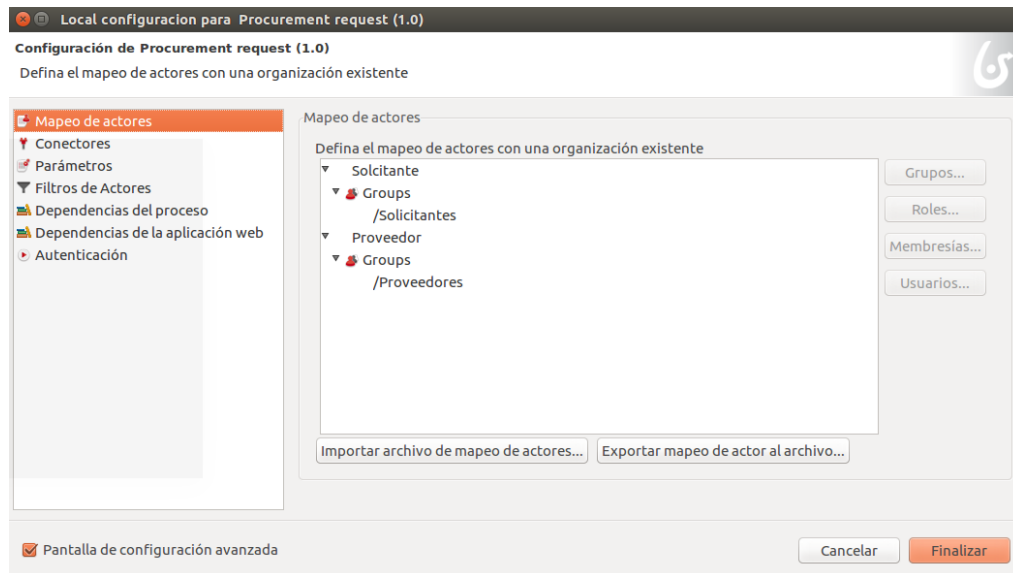 Local configuracion para Procurement request (1.0)
Configuración de Procurement request (1.0)
Defina el mapeo de actores con una organización existente
Mapeo de actores
Conectores
Parámetros
Filtros de Actores
Dependencias del proceso
Dependencias de la aplicación web
Autenticación
Mapeo de actores
Defina el mapeo de actores con una organización existente
Solcitante
Groups
/Solicitantes
Proveedor
Groups
/Proveedores
Grupos...
Roles...
Membresías...
Usuarios...
Importar archivo de mapeo de actores...
Exportar mapeo de actor al archivo...
Pantalla de configuración avanzada
Cancelar
Finalizar